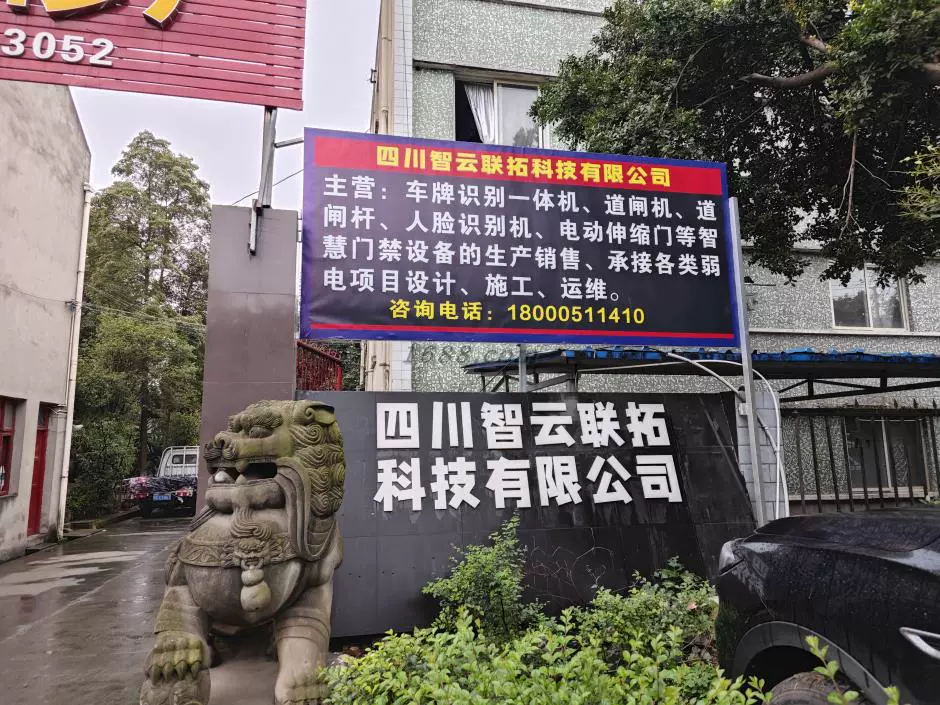 3052
四川智云联拓科技有限公司
主营：车牌识别一体机、道闸机、道
闸杆、人脸识别机、电动伸缩门等智
慧门禁设备的生产销售、承接各类弱
电项目设计、施工、运维。
咨询电话：18000511410
四川智云联拓
科技有限公司